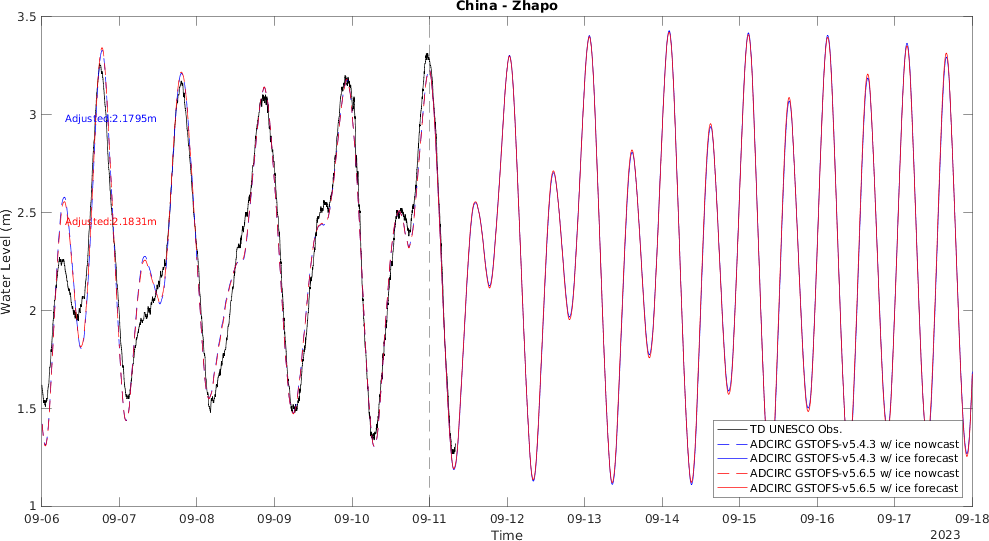 China - Zhapo
3.5
3
2.5
2
1.5
1
Water Level (m)
Adjusted:2.1795m
Adjusted:2.1831m
TD UNESCO Obs.
ADCIRC GSTOFS-v5.4.3 w/ ice nowcast
ADCIRC GSTOFS-v5.4.3 w/ ice forecast
ADCIRC GSTOFS-v5.6.5 w/ ice nowcast
ADCIRC GSTOFS-v5.6.5 w/ ice forecast
09-06 09-07 09-08 09-09 09-10 09-11 09-12 09-13 09-14 09-15 09-16 09-17 09-18
Time
2023